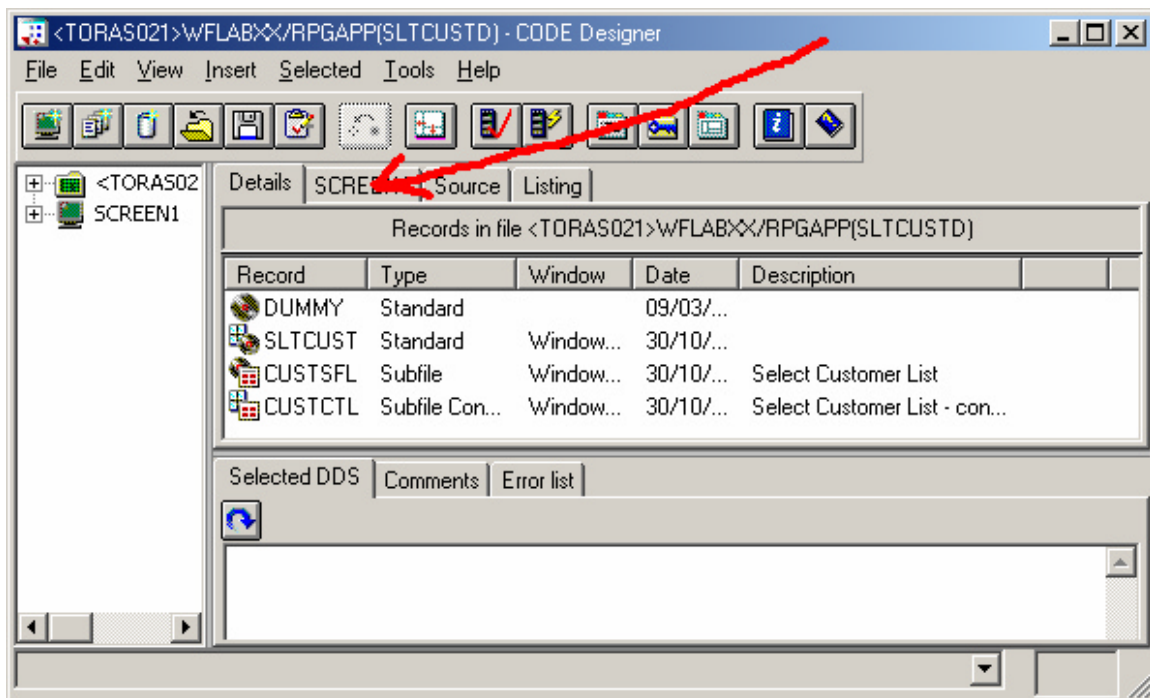 <TORAS021>WFLABXX/RPGAPP(SLTCUSTD) - CODE Designer
File Edit View Insert Selected Tools Help
<TORAS02
SCREEN1
Details Source Listing
Records in file <TORAS021>WFLABXX/RPGAPP(SLTCUSTD)
Record Type Window Date Description
DUMMY Standard 09/03/...
SLTCUST Standard Window... 30/10/...
CUSTSFL Subfile Window... 30/10/... Select Customer List
CUSTCTL Subfile Con... Window... 30/10/... Select Customer List - con...
Selected DDS Comments Error list